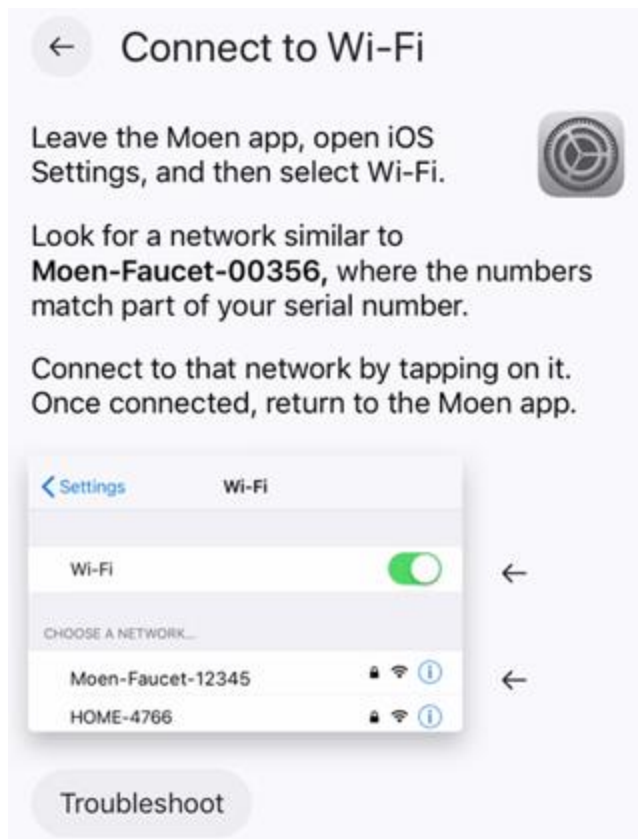 Connect to Wi-Fi
Leave the Moen app, open iOS
Settings, and then select Wi-Fi.
Look for a network similar to
Moen-Faucet-00356, where the numbers
match part of your serial number.
Connect to that network by tapping on it.
Once connected, return to the Moen app.
Settings Wi-Fi
Wi-Fi
CHOOSE A NETWORK...
Moen-Faucet-12345
HOME-4766
Troubleshoot